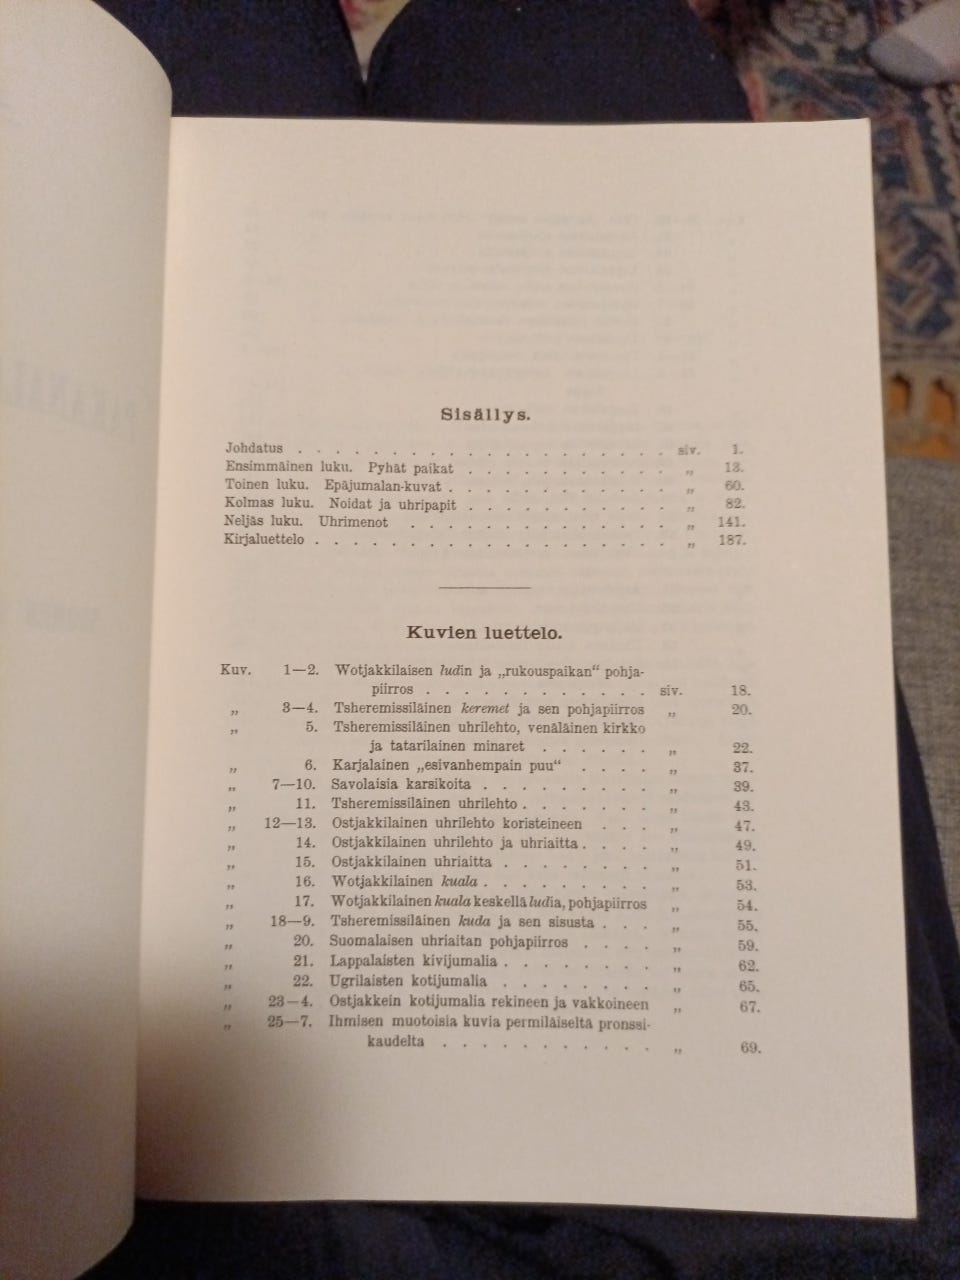 Sisällys.
Johdatus . . . . . . . . . . . . . . . . . . . siv. 1.
Ensimmäinen luku. Pyhät paikat . . . . . . . . . . . „ 13.
Toinen luku. Epäjumalan-kuvat . . . . . . . . . . . . „ 60.
Kolmas luku. Noidat ja uhripapit . . . . . . . . . . . „ 82.
Neljäs luku. Uhrimenot . . . . . . . . . . . . . . „ 141.
Kirjaluettelo . . . . . . . . . . . . . . . . . . . „ 187.
Kuvien luettelo.
Kuv. 1—2. Wotjakkilaisen ludin ja „rukouspaikan“ pohja-
piirros . . . . . . . . . . . . siv. 18.
„ 3—4. Tsheremissiläinen keremet ja sen pohjapiirros „ 20.
„ 5. Tsheremissiläinen uhrilehto, venäläinen kirkko
ja tatarilainen minaret . . . . . . „ 22.
„ 6. Karjalainen „esivanhempain puu“ . . . . „ 37.
„ 7—10. Savolaisia karsikoita . . . . . . . . . „ 39.
„ 11. Tsheremissiläinen uhrilehto . . . . . . . „ 43.
„ 12—13. Ostjakkilainen uhrilehto koristeineen . . . „ 47.
„ 14. Ostjakkilainen uhrilehto ja uhriaitta . . . . „ 49.
„ 15. Ostjakkilainen uhriaitta . . . . . . . . „ 51.
„ 16. Wotjakkilainen kuala . . . . . . . . . „ 53.
„ 17. Wotjakkilainen kuala keskellä ludia, pohjapiirros „ 54.
„ 18—9. Tsheremissiläinen kuda ja sen sisusta . . . „ 55.
„ 20. Suomalaisen uhriaitan pohjapiirros . . . . „ 59.
„ 21. Lappalaisten kivijumalia . . . . . . . . „ 62.
„ 22. Ugrilaisten kotijumalia . . . . . . . . „ 65.
„ 23—4. Ostjakkein kotijumalia rekineen ja vakkoineen „ 67.
„ 25—7. Ihmisen muotoisia kuvia permiläiseltä pronssi-
kaudelta . . . . . . . . . . . „ 69.